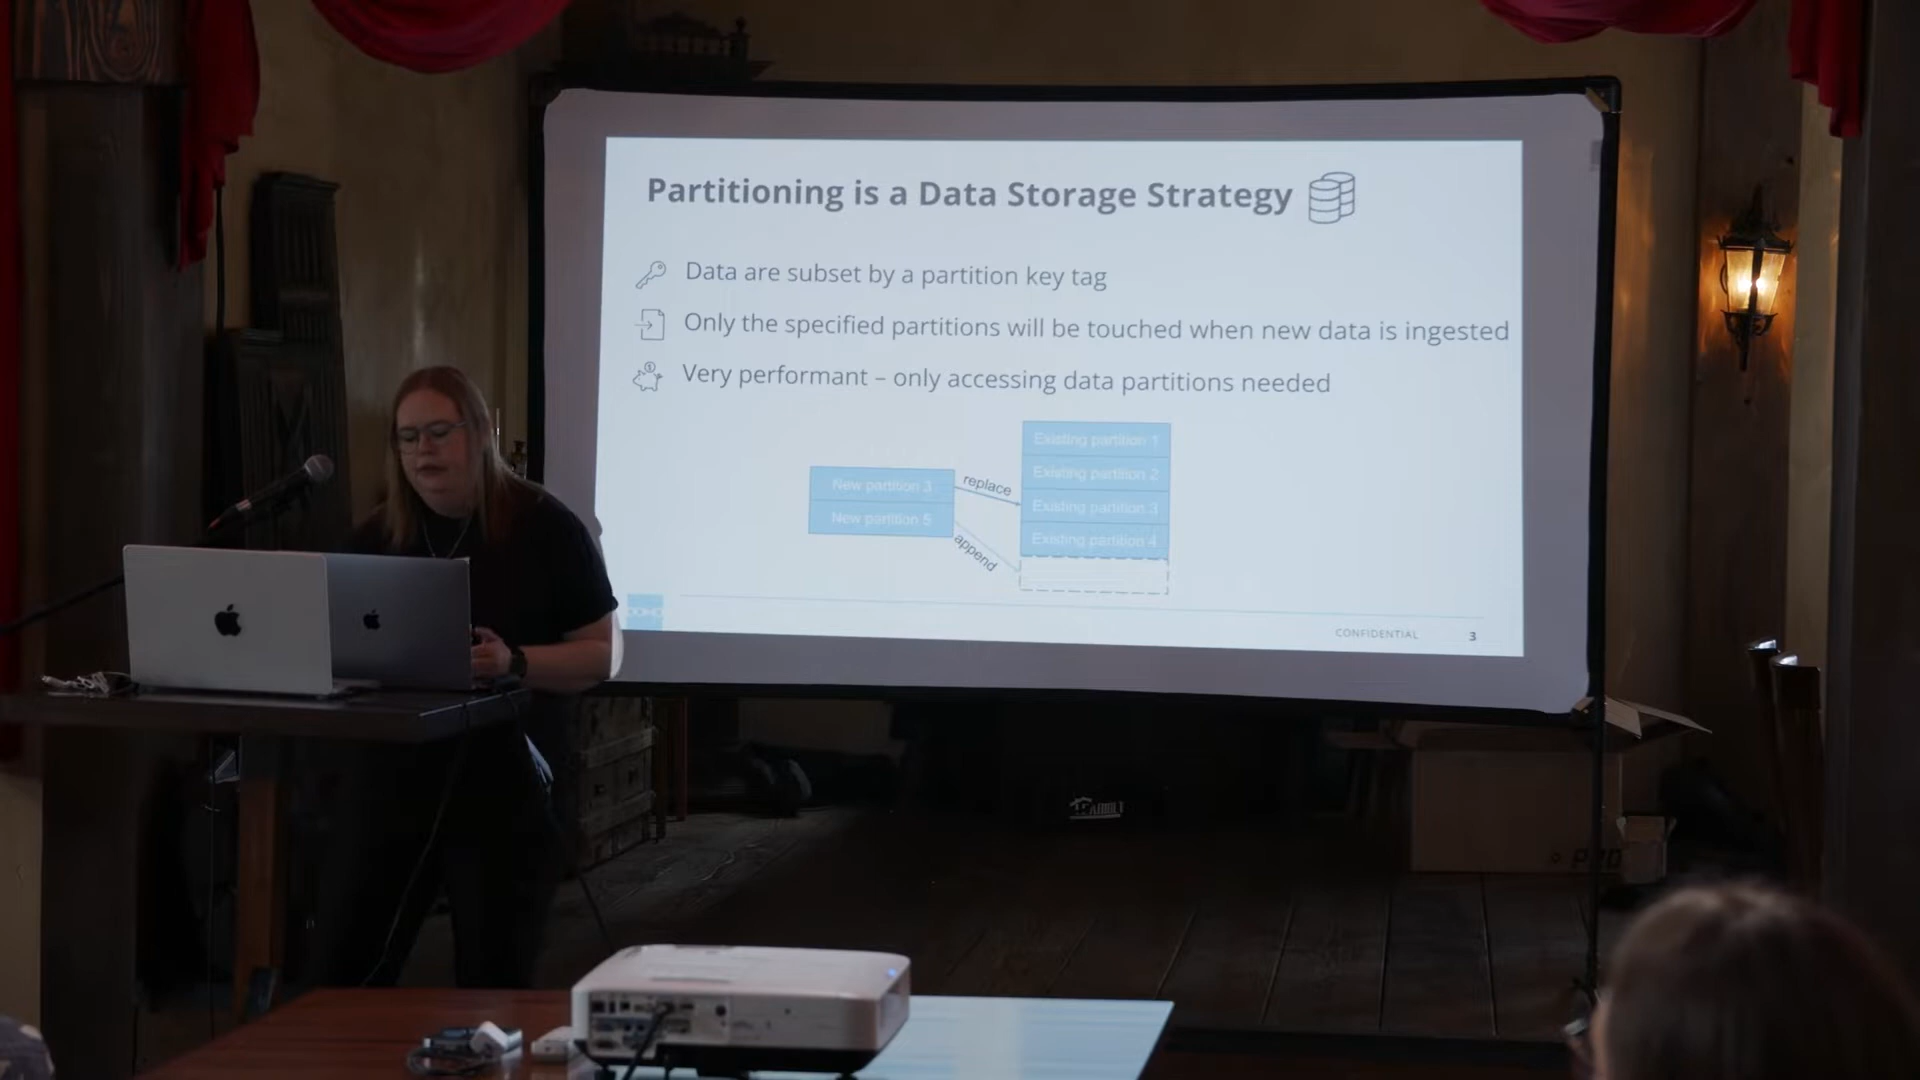 Partitioning is a Data Storage Strategy
Data are subset by a partition key tag
Only the specified partitions will be touched when new data is ingested
Very performant – only accessing data partitions needed
Existing partition 1
Existing partition 2
New partition 3
replace
Existing partition 3
New partition 5
append
Existing partition 4
DOMO
CONFIDENTIAL
3